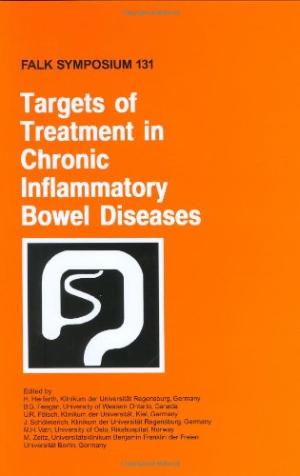 FALK SYMPOSIUM 131
Targets of
Treatment in
Chronic
Inflammatory
Bowel Diseases
Edited by
H. Herfarth, Klinikum der Universität Regensburg, Germany
B.G. Feagan, University of Western Ontario, Canada
U.R. Fölsch, Klinikum der Universität, Kiel, Germany
J. Schölmerich, Klinikum der Universität Regensburg, Germany
M.H. Vatn, University of Oslo, Rikshospital, Norway
M. Zeitz, Universitätsklinikum Benjamin Franklin der Freien
Universität Berlin, Germany